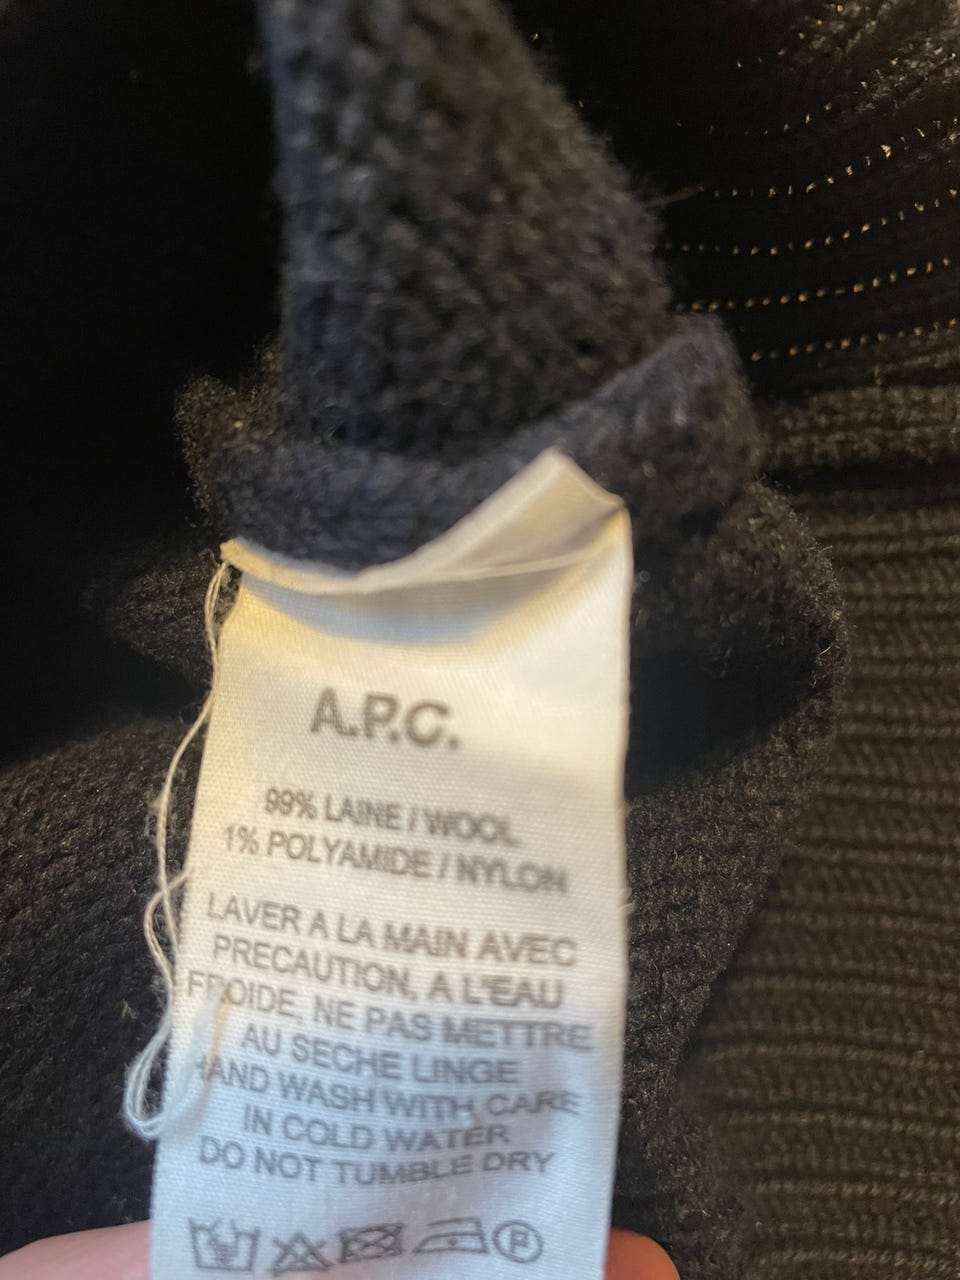 A.P.C.
99% LAINE / WOOL
1% POLYAMIDE / NYLON
LAVER A LA MAIN AVEC
PRECAUTION, A L'EAU
FROIDE, NE PAS METTRE
AU SECHE LINGE
HAND WASH WITH CARE
IN COLD WATER
DO NOT TUMBLE DRY
P